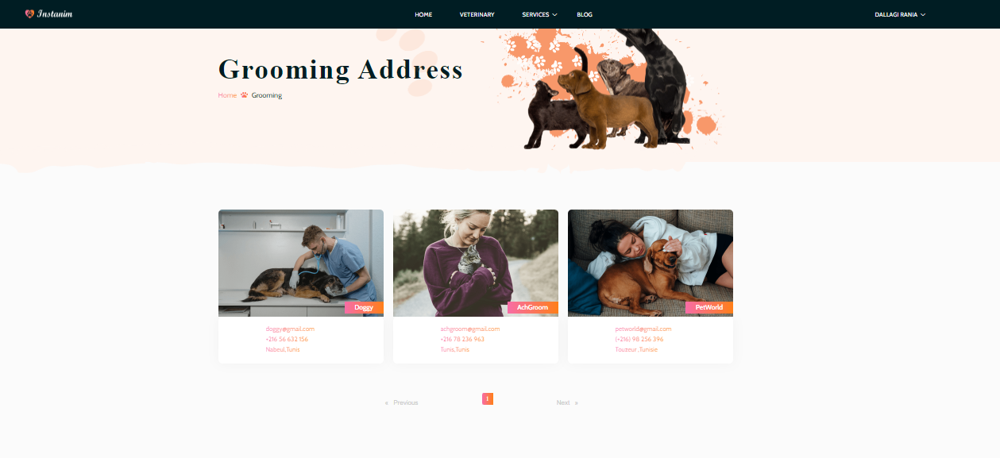 Instanim
HOME VETERINARY SERVICES BLOG
DALLAGI RANIA
Grooming Address
Home Grooming
Doggy
doggy@gmail.com
+216 56 632 156
Nabeul,Tunis
AchGroom
achgroom@gmail.com
+216 78 236 963
Tunis,Tunis
PetWorld
petworld@gmail.com
(+216) 98 256 396
Touzeur ,Tunisie
« Previous 1 Next »